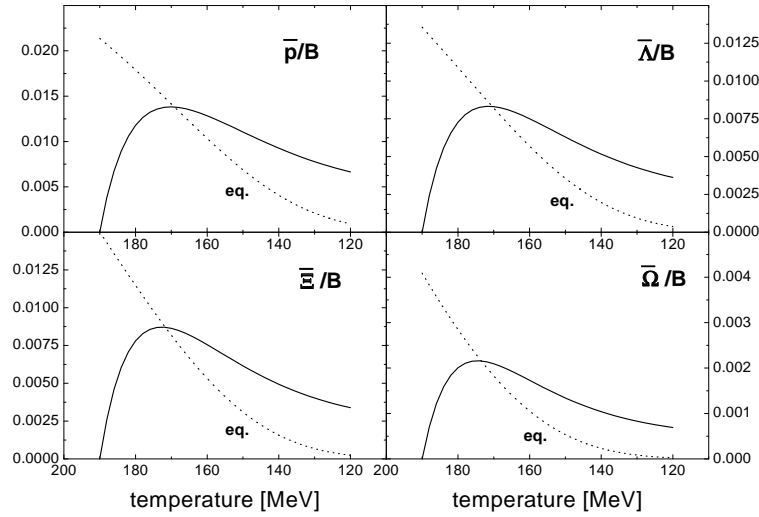 p̅/B
0.020
0.015
0.010
0.005
0.000
eq.
180 160 140 120
Λ̅/B
0.0125
0.0100
0.0075
0.0050
0.0025
0.000
eq.
180 160 140 120
Ξ̅/B
0.0125
0.0100
0.0075
0.0050
0.0025
0.0000
eq.
200 180 160 140 120
temperature [MeV]
Ω̅/B
0.004
0.003
0.002
0.001
0.000
eq.
200 180 160 140 120
temperature [MeV]